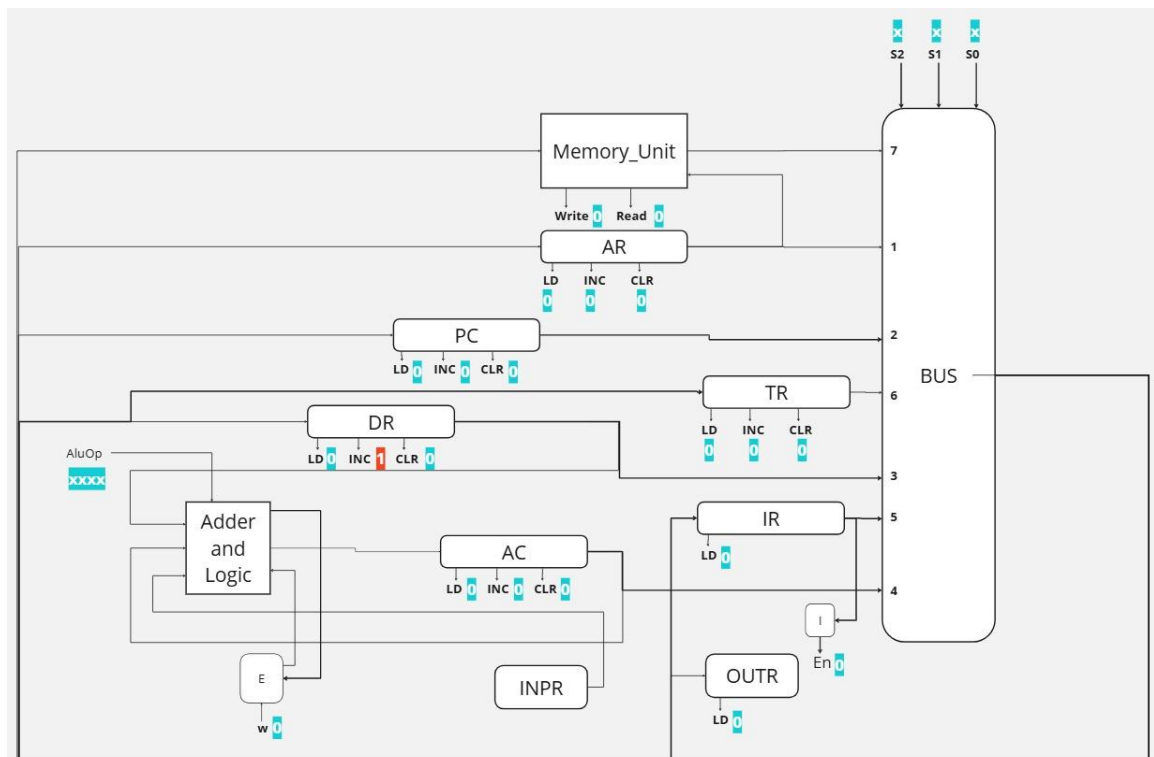 x x x
S2 S1 S0
Memory_Unit
7
Write 0 Read 0
AR
1
LD INC CLR
0 0 0
PC
2
LD 0 INC 0 CLR 0
BUS
TR
6
DR
LD INC CLR
0 0 0
LD 0 INC 1 CLR 0
AluOp
xxxx
3
Adder
and
Logic
IR
5
AC
LD 0
LD 0 INC 0 CLR 0
4
I
En 0
E
INPR
OUTR
w 0
LD 0